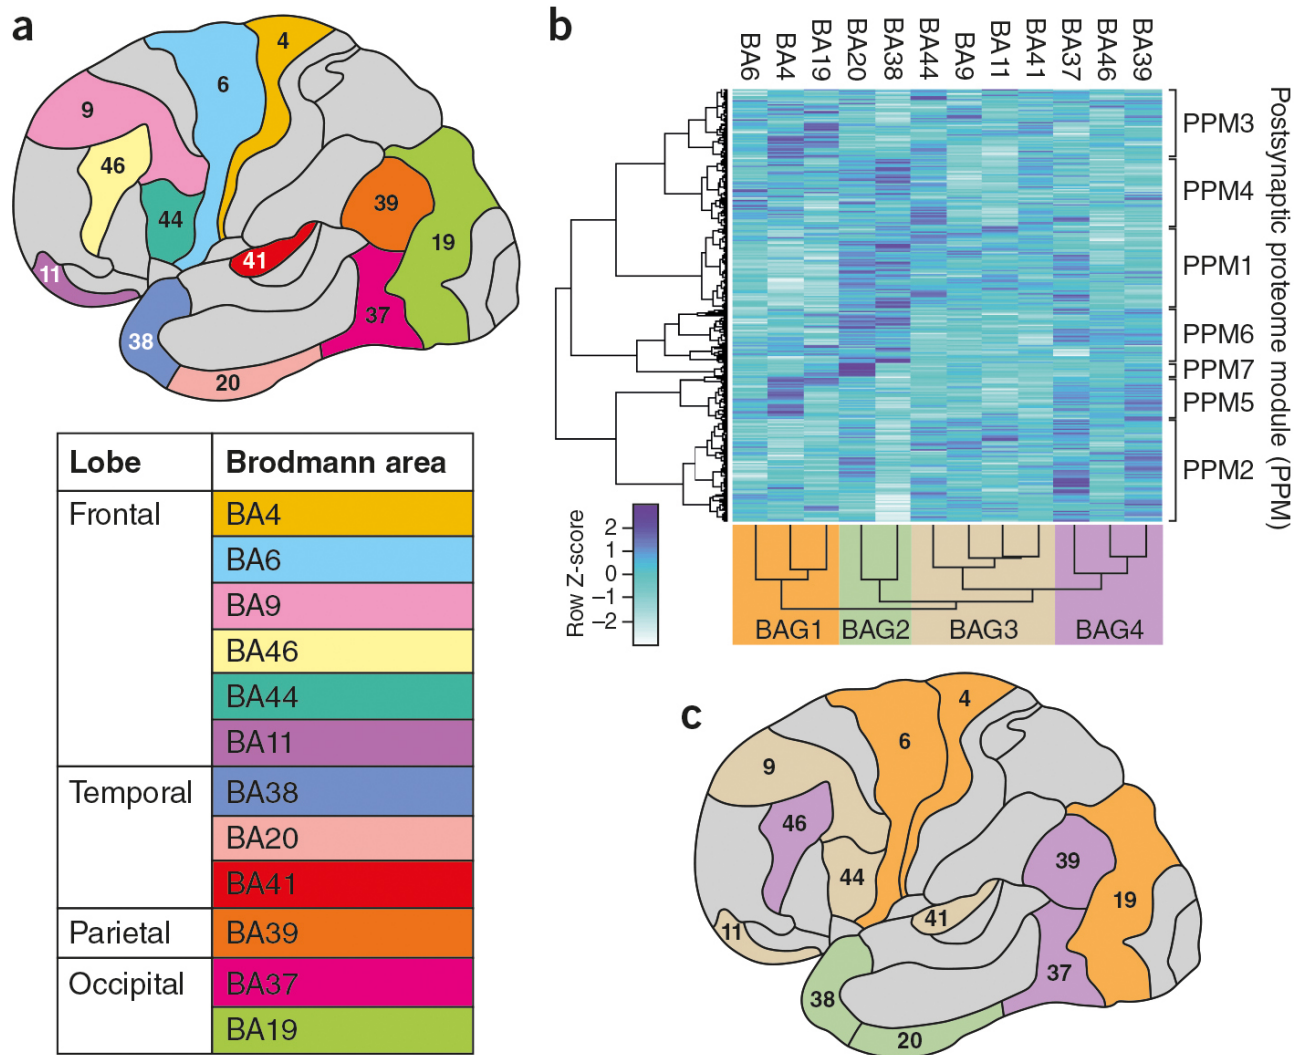 a
4
6
9
46
44
39
19
41
11
37
38
20
Lobe Brodmann area
Frontal BA4
BA6
BA9
BA46
BA44
BA11
Temporal BA38
BA20
BA41
Parietal BA39
Occipital BA37
BA19
b
BA6 BA4 BA19 BA20 BA38 BA44 BA9 BA11 BA41 BA37 BA46 BA39
PPM3
PPM4
PPM1
PPM6
PPM7
PPM5
PPM2
Postsynaptic proteome module (PPM)
Row Z-score
2
1
0
−1
−2
BAG1 BAG2 BAG3 BAG4
c
4
6
9
46
39
44
19
41
11
37
38
20